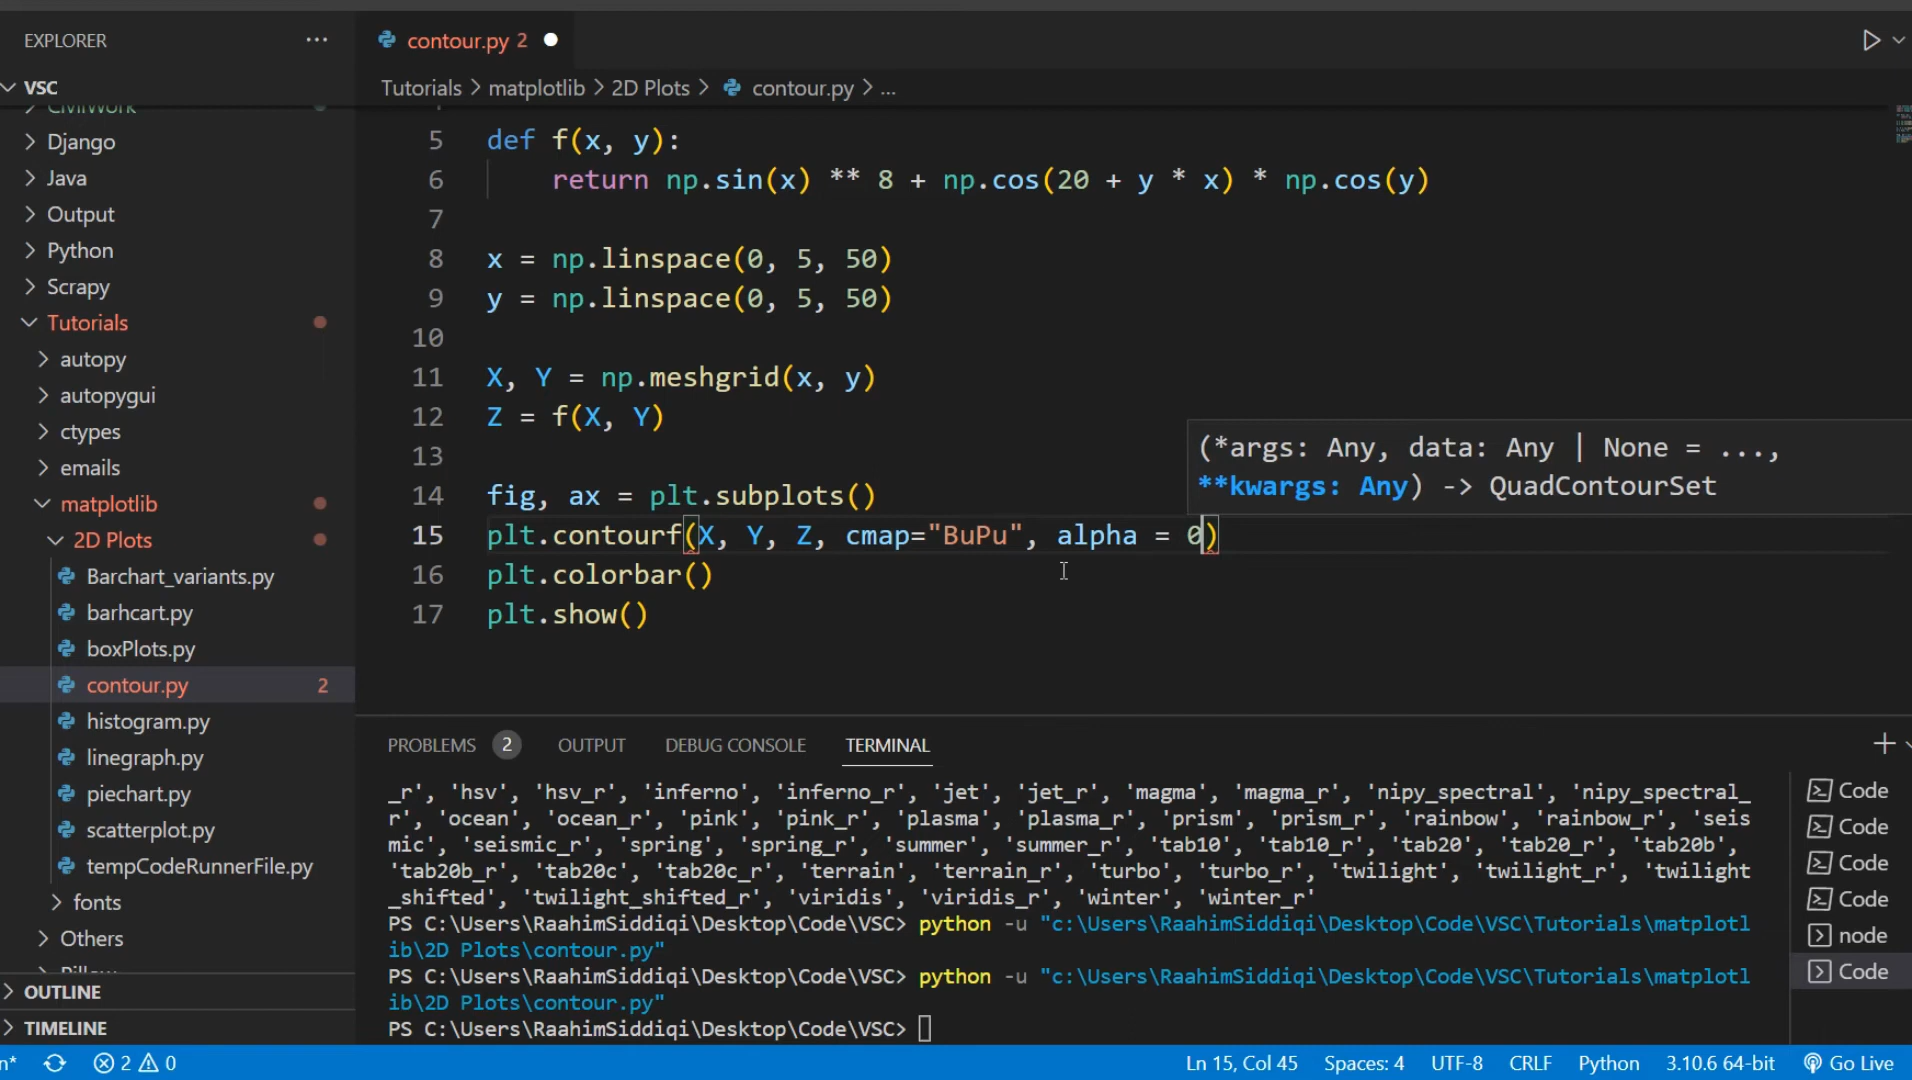 EXPLORER ...
VSC
CivilWork
Django
Java
Output
Python
Scrapy
Tutorials
autopy
autopygui
ctypes
emails
matplotlib
2D Plots
Barchart_variants.py
barhcart.py
boxPlots.py
contour.py 2
histogram.py
linegraph.py
piechart.py
scatterplot.py
tempCodeRunnerFile.py
fonts
Others
Pillow
OUTLINE
TIMELINE
contour.py 2
Tutorials > matplotlib > 2D Plots > contour.py > ...
5 def f(x, y):
6 return np.sin(x) ** 8 + np.cos(20 + y * x) * np.cos(y)
7
8 x = np.linspace(0, 5, 50)
9 y = np.linspace(0, 5, 50)
10
11 X, Y = np.meshgrid(x, y)
12 Z = f(X, Y)
13
(*args: Any, data: Any | None = ...,
**kwargs: Any) -> QuadContourSet
14 fig, ax = plt.subplots()
15 plt.contourf(X, Y, Z, cmap="BuPu", alpha = 0)
16 plt.colorbar()
17 plt.show()
PROBLEMS 2 OUTPUT DEBUG CONSOLE TERMINAL
_r', 'hsv', 'hsv_r', 'inferno', 'inferno_r', 'jet', 'jet_r', 'magma', 'magma_r', 'nipy_spectral', 'nipy_spectral_
r', 'ocean', 'ocean_r', 'pink', 'pink_r', 'plasma', 'plasma_r', 'prism', 'prism_r', 'rainbow', 'rainbow_r', 'seis
mic', 'seismic_r', 'spring', 'spring_r', 'summer', 'summer_r', 'tab10', 'tab10_r', 'tab20', 'tab20_r', 'tab20b',
'tab20b_r', 'tab20c', 'tab20c_r', 'terrain', 'terrain_r', 'turbo', 'turbo_r', 'twilight', 'twilight_r', 'twilight
_shifted', 'twilight_shifted_r', 'viridis', 'viridis_r', 'winter', 'winter_r'
PS C:\Users\RaahimSiddiqi\Desktop\Code\VSC> python -u "c:\Users\RaahimSiddiqi\Desktop\Code\VSC\Tutorials\matplotl
ib\2D Plots\contour.py"
PS C:\Users\RaahimSiddiqi\Desktop\Code\VSC> python -u "c:\Users\RaahimSiddiqi\Desktop\Code\VSC\Tutorials\matplotl
ib\2D Plots\contour.py"
PS C:\Users\RaahimSiddiqi\Desktop\Code\VSC>
Code
Code
Code
Code
node
Code
n* 2 0 Ln 15, Col 45 Spaces: 4 UTF-8 CRLF Python 3.10.6 64-bit Go Live